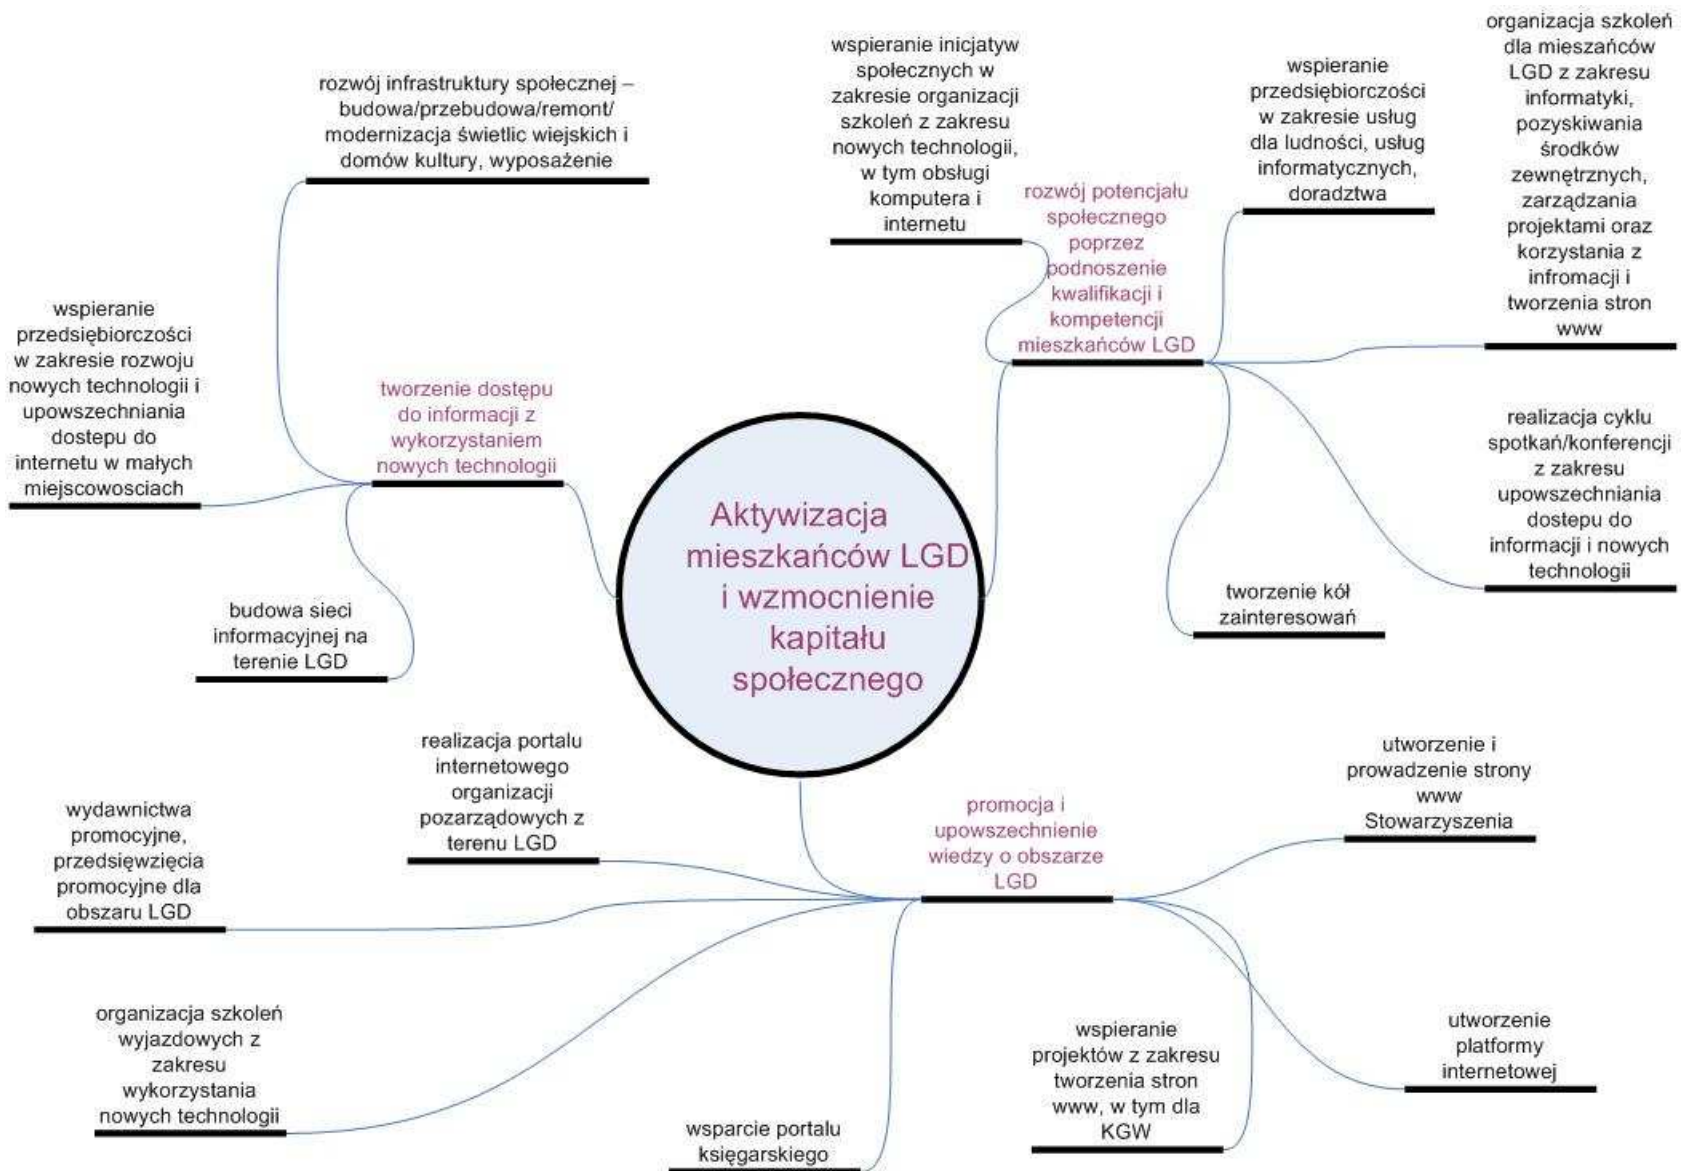 rozwój infrastruktury społecznej –
budowa/przebudowa/remont/
modernizacja świetlic wiejskich i
domów kultury, wyposażenie
wspieranie
przedsiębiorczości
w zakresie rozwoju
nowych technologii i
upowszechniania
dostepu do
internetu w małych
miejscowosciach
tworzenie dostępu
do informacji z
wykorzystaniem
nowych technologii
budowa sieci
informacyjnej na
terenie LGD
wspieranie inicjatyw
społecznych w
zakresie organizacji
szkoleń z zakresu
nowych technologii,
w tym obsługi
komputera i
internetu
rozwój potencjału
społecznego
poprzez
podnoszenie
kwalifikacji i
kompetencji
mieszkańców LGD
wspieranie
przedsiębiorczości
w zakresie usług
dla ludności, usług
informatycznych,
doradztwa
organizacja szkoleń
dla mieszańców
LGD z zakresu
informatyki,
pozyskiwania
środków
zewnętrznych,
zarządzania
projektami oraz
korzystania z
infromacji i
tworzenia stron
www
realizacja cyklu
spotkań/konferencji
z zakresu
upowszechniania
dostepu do
informacji i nowych
technologii
tworzenie kół
zainteresowań
Aktywizacja
mieszkańców LGD
i wzmocnienie
kapitału
społecznego
realizacja portalu
internetowego
organizacji
pozarządowych z
terenu LGD
wydawnictwa
promocyjne,
przedsięwzięcia
promocyjne dla
obszaru LGD
organizacja szkoleń
wyjazdowych z
zakresu
wykorzystania
nowych technologii
promocja i
upowszechnienie
wiedzy o obszarze
LGD
utworzenie i
prowadzenie strony
www
Stowarzyszenia
wsparcie portalu
księgarskiego
wspieranie
projektów z zakresu
tworzenia stron
www, w tym dla
KGW
utworzenie
platformy
internetowej